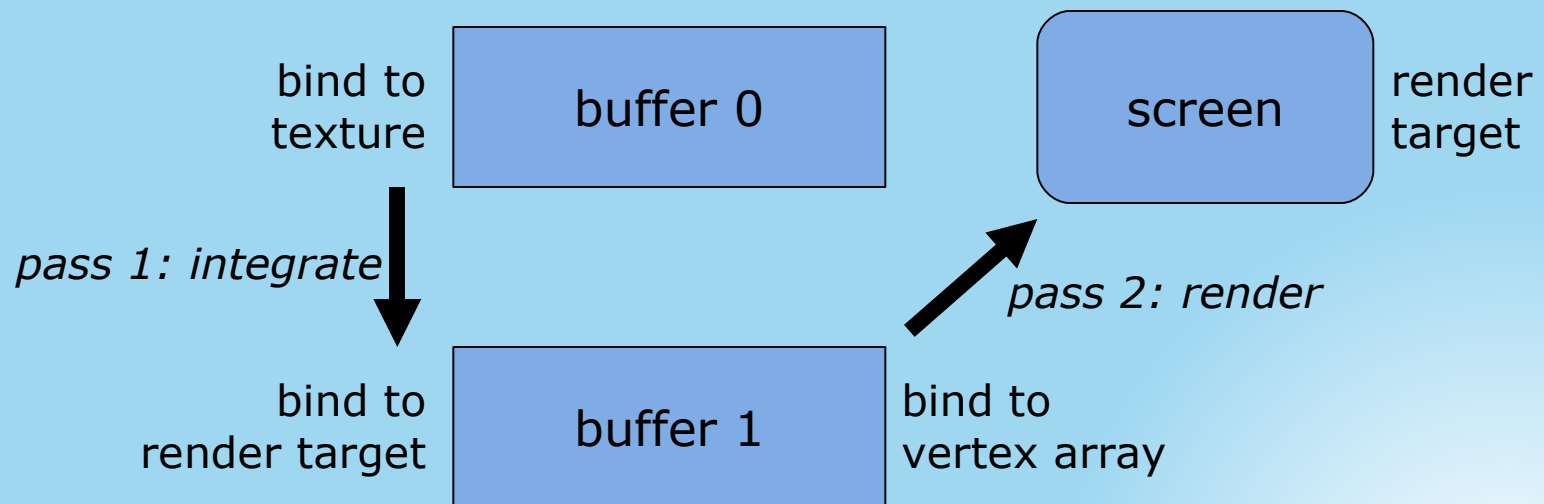 bind to
texture
buffer 0
screen
render
target
pass 1: integrate
pass 2: render
bind to
render target
buffer 1
bind to
vertex array